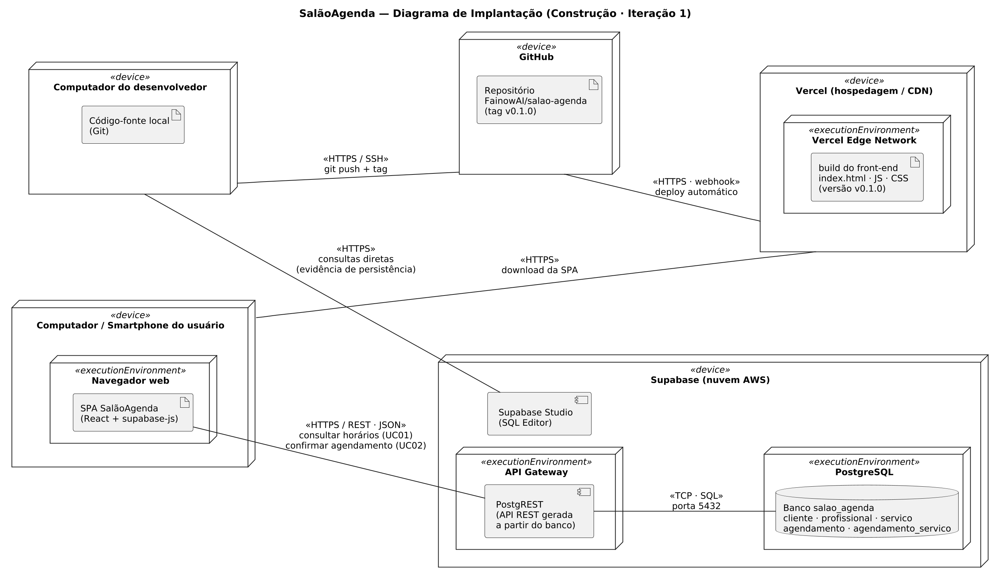 SalãoAgenda — Diagrama de Implantação (Construção · Iteração 1)
«device»
Computador do desenvolvedor
Código-fonte local
(Git)
«device»
GitHub
Repositório
FainowAI/salao-agenda
(tag v0.1.0)
«device»
Vercel (hospedagem / CDN)
«executionEnvironment»
Vercel Edge Network
build do front-end
index.html · JS · CSS
(versão v0.1.0)
«HTTPS / SSH»
git push + tag
«HTTPS · webhook»
deploy automático
«HTTPS»
consultas diretas
(evidência de persistência)
«HTTPS»
download da SPA
«device»
Computador / Smartphone do usuário
«executionEnvironment»
Navegador web
SPA SalãoAgenda
(React + supabase-js)
«HTTPS / REST · JSON»
consultar horários (UC01)
confirmar agendamento (UC02)
«device»
Supabase (nuvem AWS)
Supabase Studio
(SQL Editor)
«executionEnvironment»
API Gateway
PostgREST
(API REST gerada
a partir do banco)
«TCP · SQL»
porta 5432
«executionEnvironment»
PostgreSQL
Banco salao_agenda
cliente · profissional · servico
agendamento · agendamento_servico